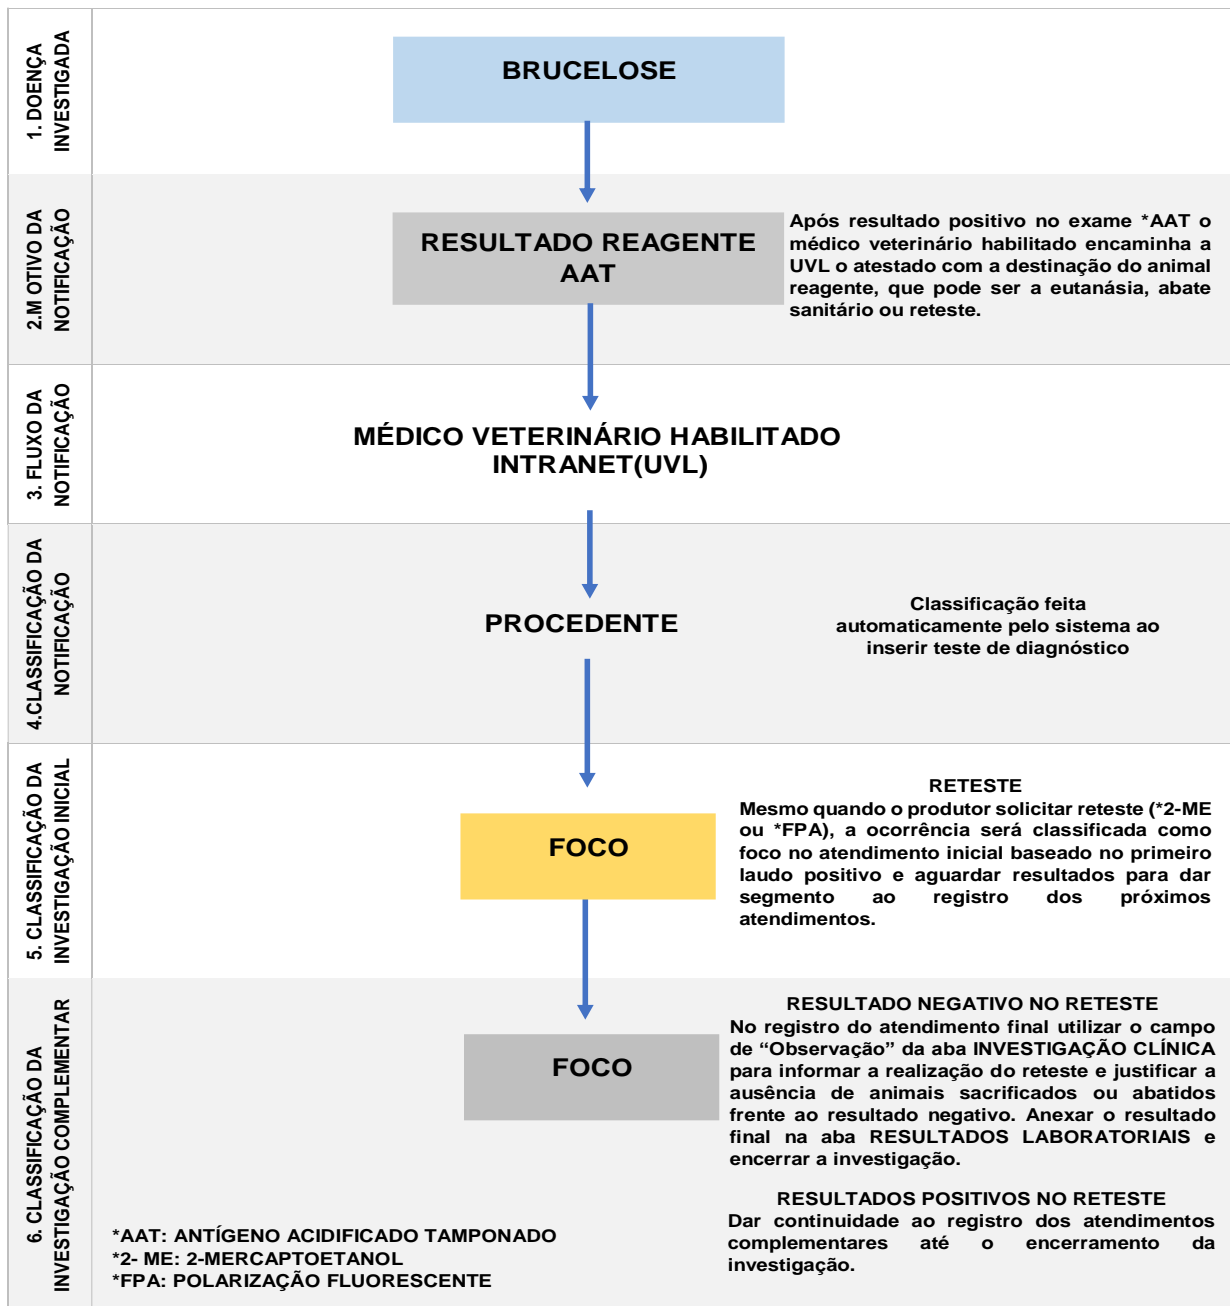 1. DOENÇA
INVESTIGADA
BRUCELOSE
2.M OTIVO DA
NOTIFICAÇÃO
RESULTADO REAGENTE
AAT
Após resultado positivo no exame *AAT o
médico veterinário habilitado encaminha a
UVL o atestado com a destinação do animal
reagente, que pode ser a eutanásia, abate
sanitário ou reteste.
3. FLUXO DA
NOTIFICAÇÃO
MÉDICO VETERINÁRIO HABILITADO
INTRANET(UVL)
4.CLASSIFICAÇÃO DA
NOTIFICAÇÃO
PROCEDENTE
Classificação feita
automaticamente pelo sistema ao
inserir teste de diagnóstico
5. CLASSIFICAÇÃO DA
INVESTIGAÇÃO INICIAL
FOCO
RETESTE
Mesmo quando o produtor solicitar reteste (*2-ME
ou *FPA), a ocorrência será classificada como
foco no atendimento inicial baseado no primeiro
laudo positivo e aguardar resultados para dar
segmento ao registro dos próximos
atendimentos.
6. CLASSIFICAÇÃO DA
INVESTIGAÇÃO COMPLEMENTAR
FOCO
RESULTADO NEGATIVO NO RETESTE
No registro do atendimento final utilizar o campo
de “Observação” da aba INVESTIGAÇÃO CLÍNICA
para informar a realização do reteste e justificar a
ausência de animais sacrificados ou abatidos
frente ao resultado negativo. Anexar o resultado
final na aba RESULTADOS LABORATORIAIS e
encerrar a investigação.
RESULTADOS POSITIVOS NO RETESTE
Dar continuidade ao registro dos atendimentos
complementares até o encerramento da
investigação.
*AAT: ANTÍGENO ACIDIFICADO TAMPONADO
*2- ME: 2-MERCAPTOETANOL
*FPA: POLARIZAÇÃO FLUORESCENTE